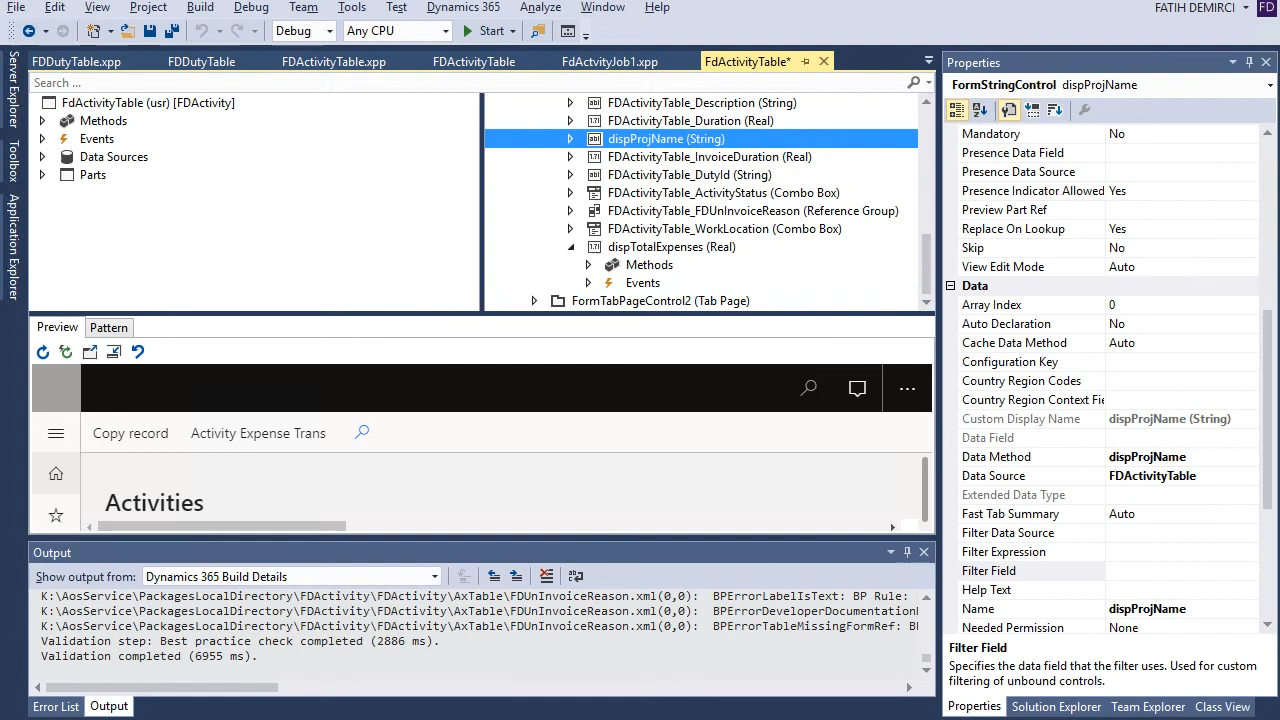 File Edit View Project Build Debug Team Tools Test Dynamics 365 Analyze Window Help FATIH DEMIRCI FD
Debug Any CPU Start
Server Explorer
Toolbox
Application Explorer
FDDutyTable.xpp FDDutyTable FDActivityTable.xpp FDActivityTable FdActivityJob1.xpp FdActivityTable*
Search ...
FdActivityTable (usr) [FDActivity]
Methods
Events
Data Sources
Parts
FDActivityTable_Description (String)
FDActivityTable_Duration (Real)
dispProjName (String)
FDActivityTable_InvoiceDuration (Real)
FDActivityTable_DutyId (String)
FDActivityTable_ActivityStatus (Combo Box)
FDActivityTable_FDUnInvoiceReason (Reference Group)
FDActivityTable_WorkLocation (Combo Box)
dispTotalExpenses (Real)
Methods
Events
FormTabPageControl2 (Tab Page)
Preview Pattern
Copy record Activity Expense Trans
Activities
Output
Show output from: Dynamics 365 Build Details
K:\AosService\PackagesLocalDirectory\FDActivity\FDActivity\AxTable\FDUnInvoiceReason.xml(0,0): BPErrorLabelIsText: BP Rule:
K:\AosService\PackagesLocalDirectory\FDActivity\FDActivity\AxTable\FDUnInvoiceReason.xml(0,0): BPErrorDeveloperDocumentation
K:\AosService\PackagesLocalDirectory\FDActivity\FDActivity\AxTable\FDUnInvoiceReason.xml(0,0): BPErrorTableMissingFormRef: BP
Validation step: Best practice check completed (2886 ms).
Validation completed (6955 ms).
Error List Output
Properties
FormStringControl dispProjName
Mandatory No
Presence Data Field
Presence Data Source
Presence Indicator Allowed Yes
Preview Part Ref
Replace On Lookup Yes
Skip No
View Edit Mode Auto
Data
Array Index 0
Auto Declaration No
Cache Data Method Auto
Configuration Key
Country Region Codes
Country Region Context Fie
Custom Display Name dispProjName (String)
Data Field
Data Method dispProjName
Data Source FDActivityTable
Extended Data Type
Fast Tab Summary Auto
Filter Data Source
Filter Expression
Filter Field
Help Text
Name dispProjName
Needed Permission None
Filter Field
Specifies the data field that the filter uses. Used for custom
filtering of unbound controls.
Properties Solution Explorer Team Explorer Class View